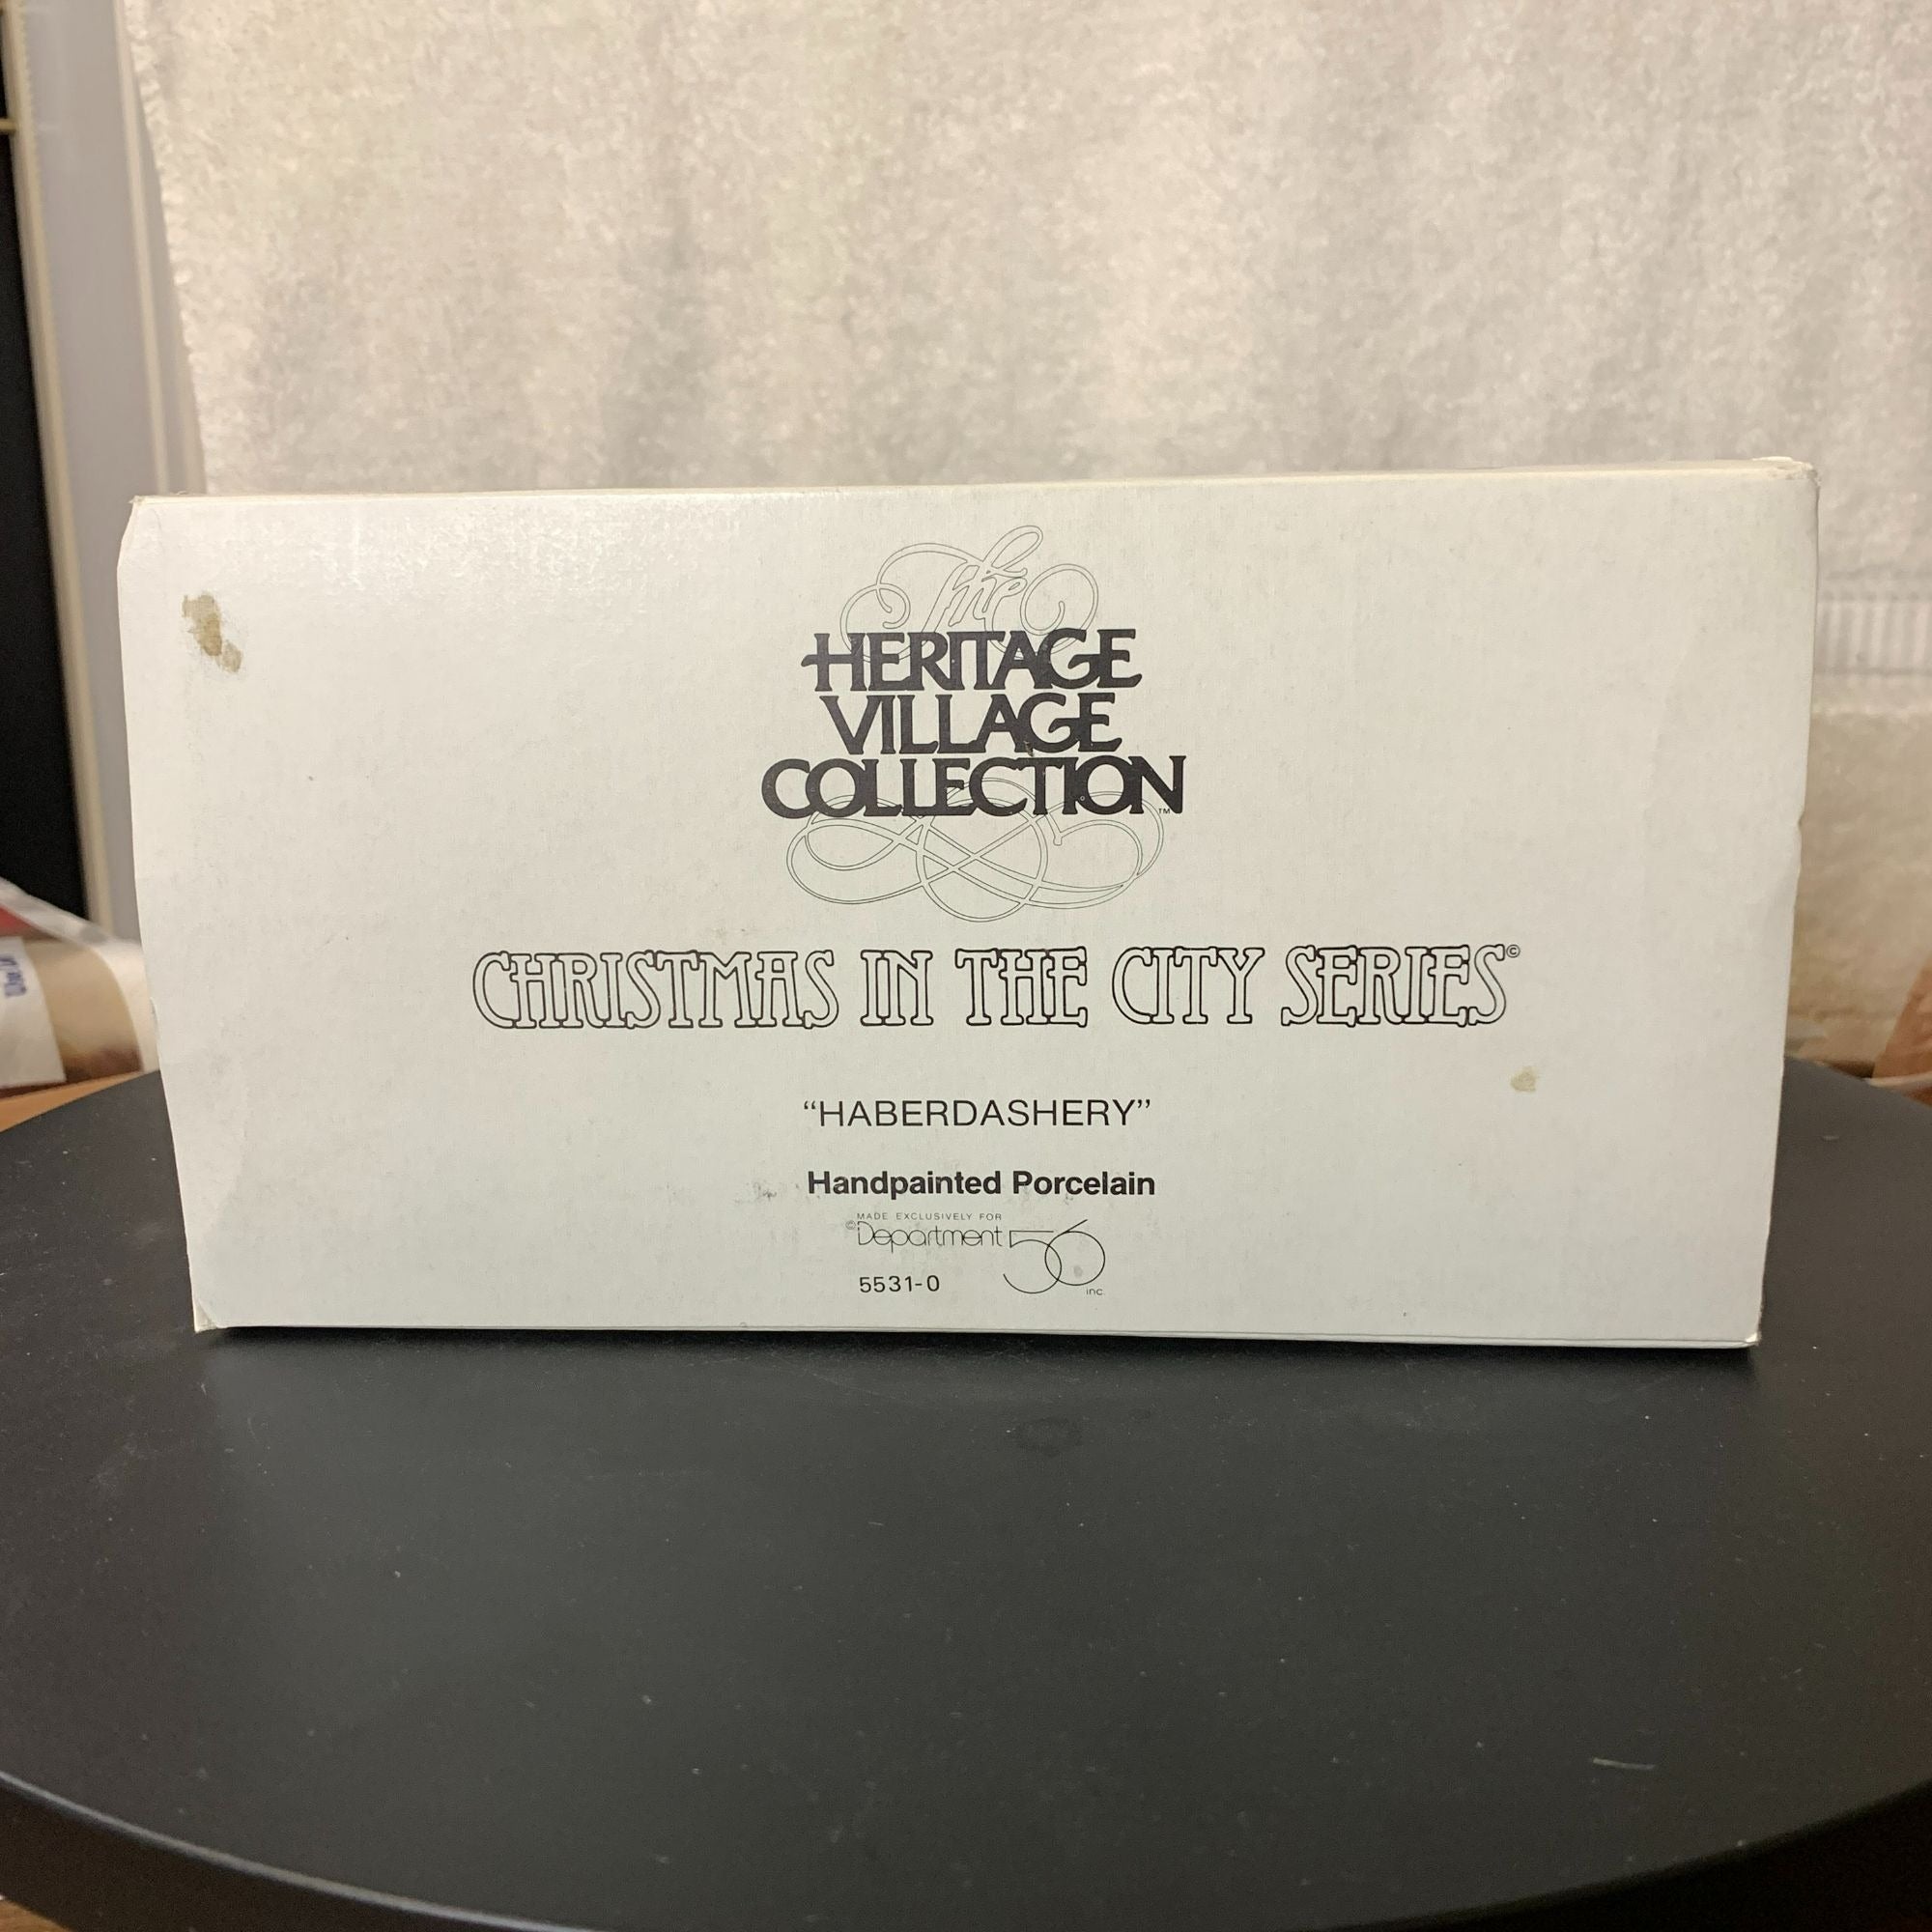 The
HERITAGE
VILLAGE
COLLECTION™
CHRISTMAS IN THE CITY SERIES©
“HABERDASHERY”
Handpainted Porcelain
MADE EXCLUSIVELY FOR
©Department 56 inc.
5531-0